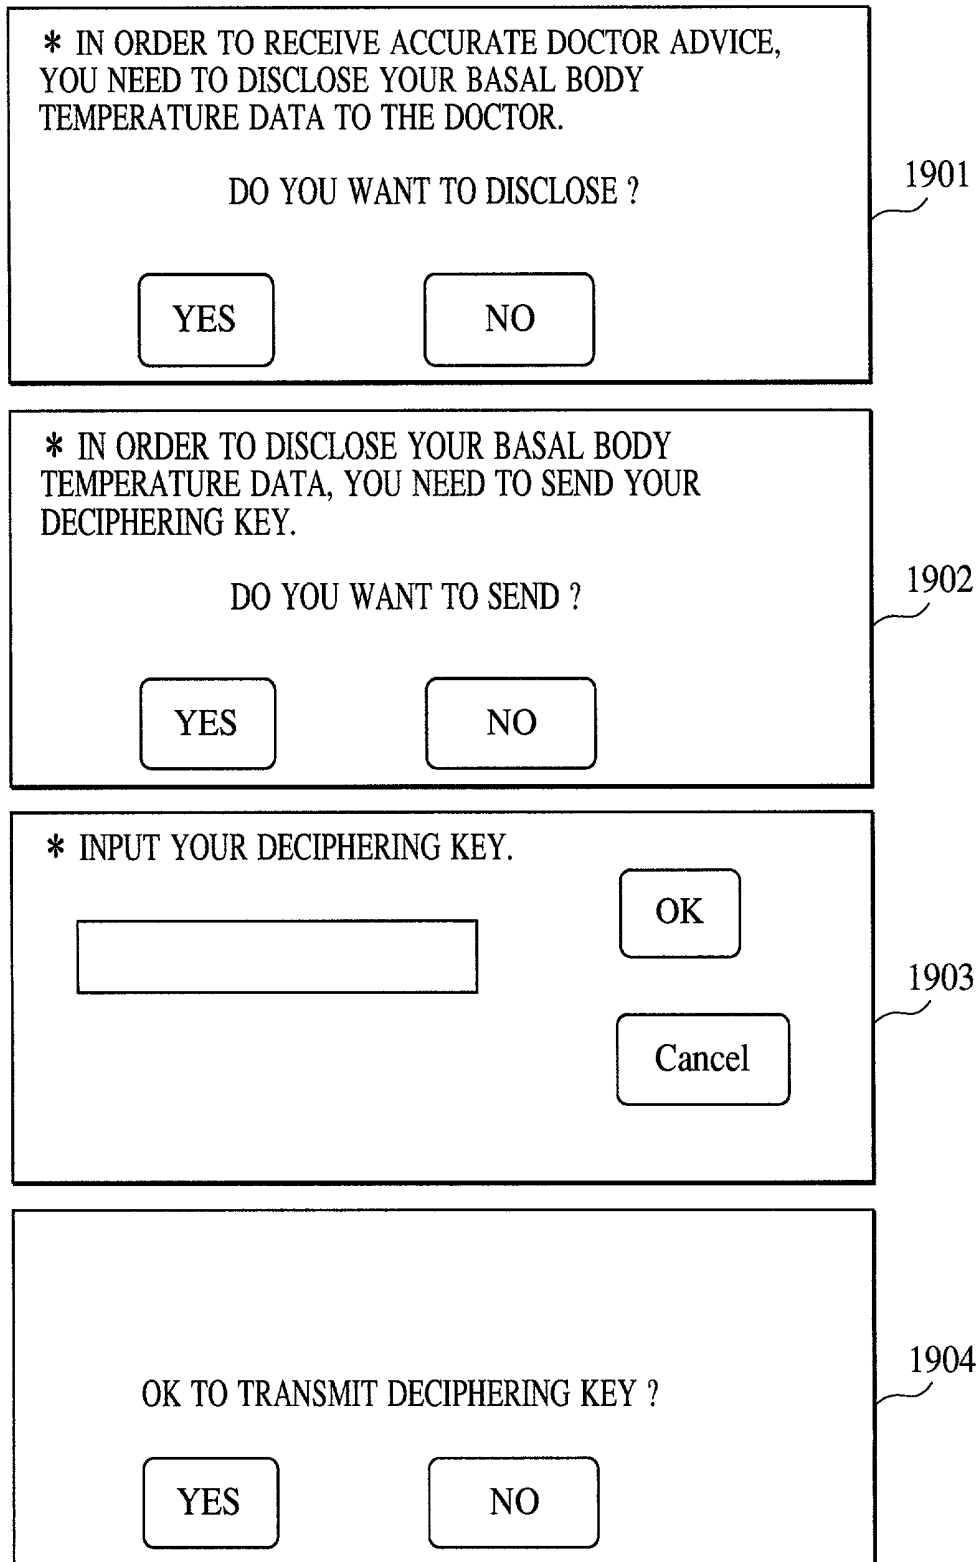 * IN ORDER TO RECEIVE ACCURATE DOCTOR ADVICE,
YOU NEED TO DISCLOSE YOUR BASAL BODY
TEMPERATURE DATA TO THE DOCTOR.
DO YOU WANT TO DISCLOSE ?
1901
YES NO
* IN ORDER TO DISCLOSE YOUR BASAL BODY
TEMPERATURE DATA, YOU NEED TO SEND YOUR
DECIPHERING KEY.
DO YOU WANT TO SEND ?
1902
YES NO
* INPUT YOUR DECIPHERING KEY.
OK
1903
Cancel
1904
OK TO TRANSMIT DECIPHERING KEY ?
YES NO